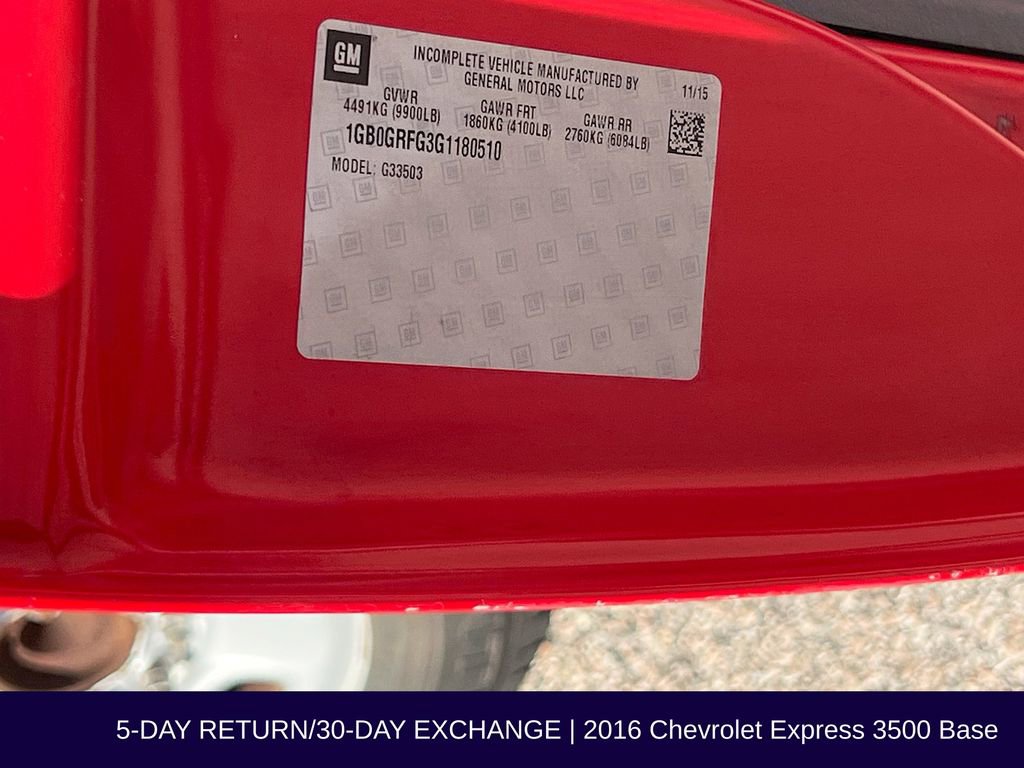 GM
INCOMPLETE VEHICLE MANUFACTURED BY
GENERAL MOTORS LLC
11/15
GVWR GAWR FRT GAWR RR
4491KG (9900LB) 1860KG (4100LB) 2760KG (6084LB)
1GB0GRFG3G1180510
MODEL: G33503
5-DAY RETURN/30-DAY EXCHANGE | 2016 Chevrolet Express 3500 Base